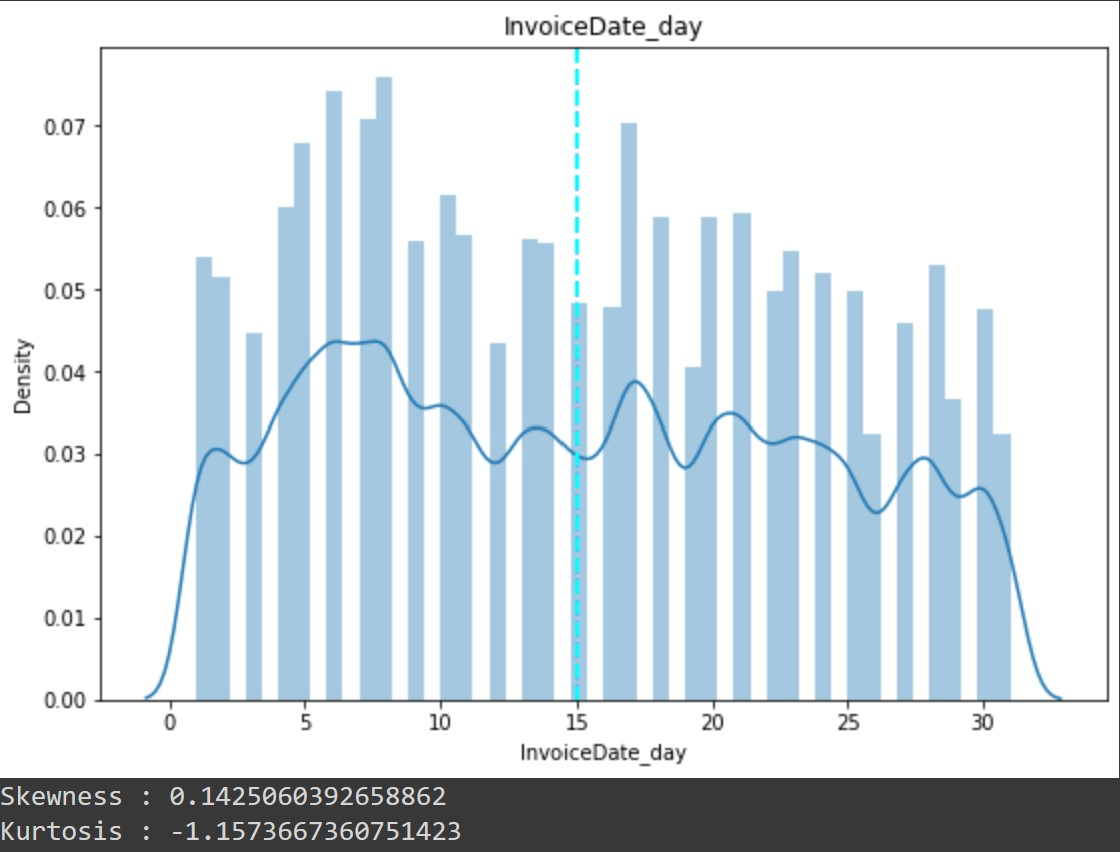 InvoiceDate_day
0.07
0.06
0.05
0.04
0.03
0.02
0.01
0.00
Density
0 5 10 15 20 25 30
InvoiceDate_day
Skewness : 0.1425060392658862
Kurtosis : -1.1573667360751423